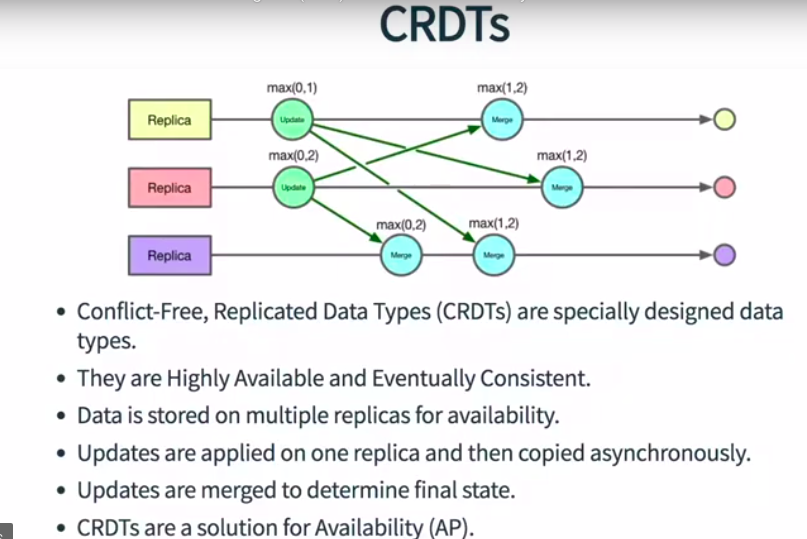 CRDTs
max(0,1)
max(1,2)
Replica
Update
Merge
max(0,2)
max(1,2)
Replica
Update
Merge
max(0,2)
max(1,2)
Replica
Merge
Merge
• Conflict-Free, Replicated Data Types (CRDTs) are specially designed data
types.
• They are Highly Available and Eventually Consistent.
• Data is stored on multiple replicas for availability.
• Updates are applied on one replica and then copied asynchronously.
• Updates are merged to determine final state.
• CRDTs are a solution for Availability (AP).